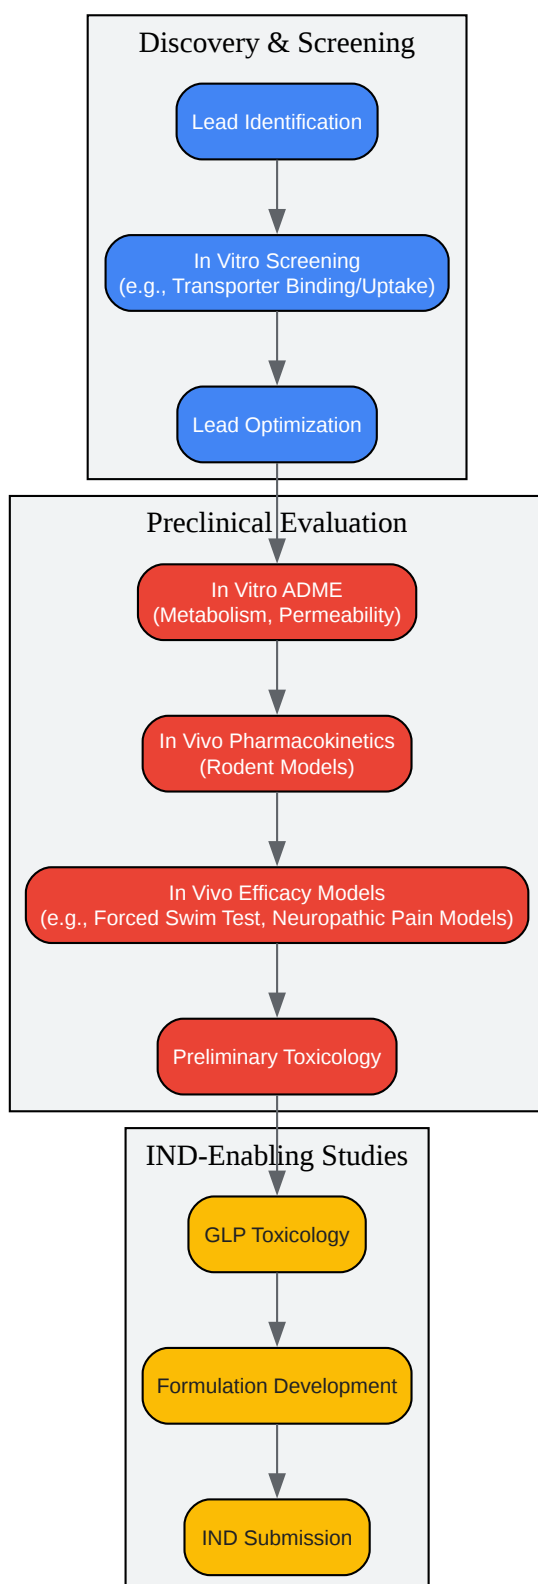 Discovery & Screening
Lead Identification
In Vitro Screening
(e.g., Transporter Binding/Uptake)
Lead Optimization
Preclinical Evaluation
In Vitro ADME
(Metabolism, Permeability)
In Vivo Pharmacokinetics
(Rodent Models)
In Vivo Efficacy Models
(e.g., Forced Swim Test, Neuropathic Pain Models)
Preliminary Toxicology
IND-Enabling Studies
GLP Toxicology
Formulation Development
IND Submission